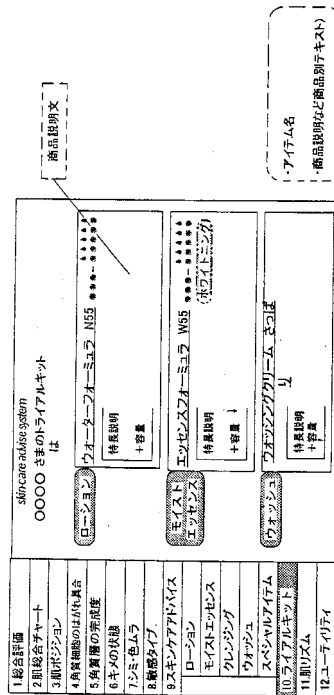 1.総合評価
2.肌総合チャート
3.肌ポジション
4.角質細胞のはがれ具合
5.角質層の完成度
6.キメの状態
7.シミ・色ムラ
8.敏感タイプ
9.スキンケアアドバイス
ローション
モイストエッセンス
クレンジング
ウォッシュ
スペシャルアイテム
10.トライアルキット
11.肌リズム
12.ユーティリティ
skin-care advise system
○○○○ さまのトライアルキット
は
ローション
ウォーターフォーミュラ N55
特長説明
+容量
モイスト
エッセンス
エッセンスフォーミュラ W55
(ホワイトニング)
特長説明
+容量
ウォッシュ
ウォッシングクリーム さっぱ
り
特長説明
+容量
商品説明文
・アイテム名
・商品説明など商品別テキスト)